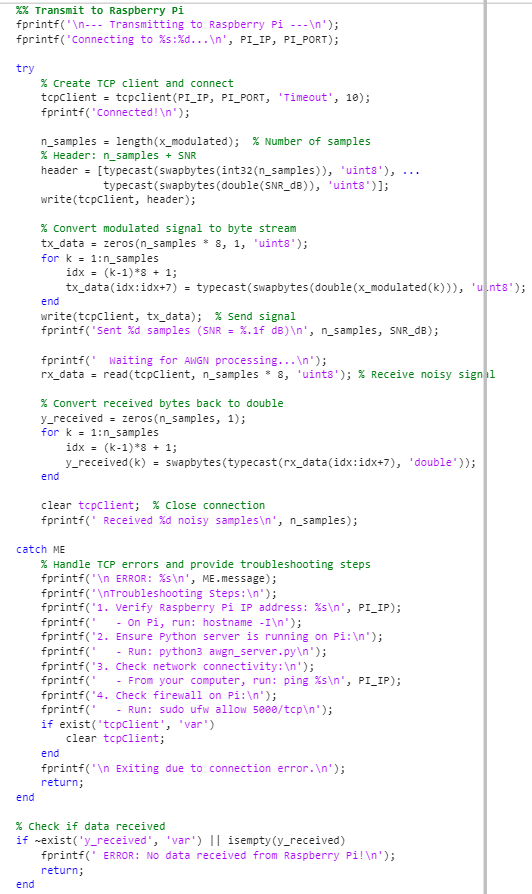 %% Transmit to Raspberry Pi
fprintf('\n--- Transmitting to Raspberry Pi ---\n');
fprintf('Connecting to %s:%d...\n', PI_IP, PI_PORT);
try
% Create TCP client and connect
tcpClient = tcpclient(PI_IP, PI_PORT, 'Timeout', 10);
fprintf('Connected!\n');
n_samples = length(x_modulated); % Number of samples
% Header: n_samples + SNR
header = [typecast(swapbytes(int32(n_samples)), 'uint8'), ...
typecast(swapbytes(double(SNR_dB)), 'uint8')];
write(tcpClient, header);
% Convert modulated signal to byte stream
tx_data = zeros(n_samples * 8, 1, 'uint8');
for k = 1:n_samples
idx = (k-1)*8 + 1;
tx_data(idx:idx+7) = typecast(swapbytes(double(x_modulated(k))), 'uint8');
end
write(tcpClient, tx_data); % Send signal
fprintf('Sent %d samples (SNR = %.1f dB)\n', n_samples, SNR_dB);
fprintf('  Waiting for AWGN processing...\n');
rx_data = read(tcpClient, n_samples * 8, 'uint8'); % Receive noisy signal
% Convert received bytes back to double
y_received = zeros(n_samples, 1);
for k = 1:n_samples
idx = (k-1)*8 + 1;
y_received(k) = swapbytes(typecast(rx_data(idx:idx+7), 'double'));
end
clear tcpClient; % Close connection
fprintf(' Received %d noisy samples\n', n_samples);
catch ME
% Handle TCP errors and provide troubleshooting steps
fprintf('\n ERROR: %s\n', ME.message);
fprintf('\nTroubleshooting Steps:\n');
fprintf('1. Verify Raspberry Pi IP address: %s\n', PI_IP);
fprintf('   - On Pi, run: hostname -I\n');
fprintf('2. Ensure Python server is running on Pi:\n');
fprintf('   - Run: python3 awgn_server.py\n');
fprintf('3. Check network connectivity:\n');
fprintf('   - From your computer, run: ping %s\n', PI_IP);
fprintf('4. Check firewall on Pi:\n');
fprintf('   - Run: sudo ufw allow 5000/tcp\n');
if exist('tcpClient', 'var')
clear tcpClient;
end
fprintf('\n Exiting due to connection error.\n');
return;
end
% Check if data received
if ~exist('y_received', 'var') || isempty(y_received)
fprintf(' ERROR: No data received from Raspberry Pi!\n');
return;
end